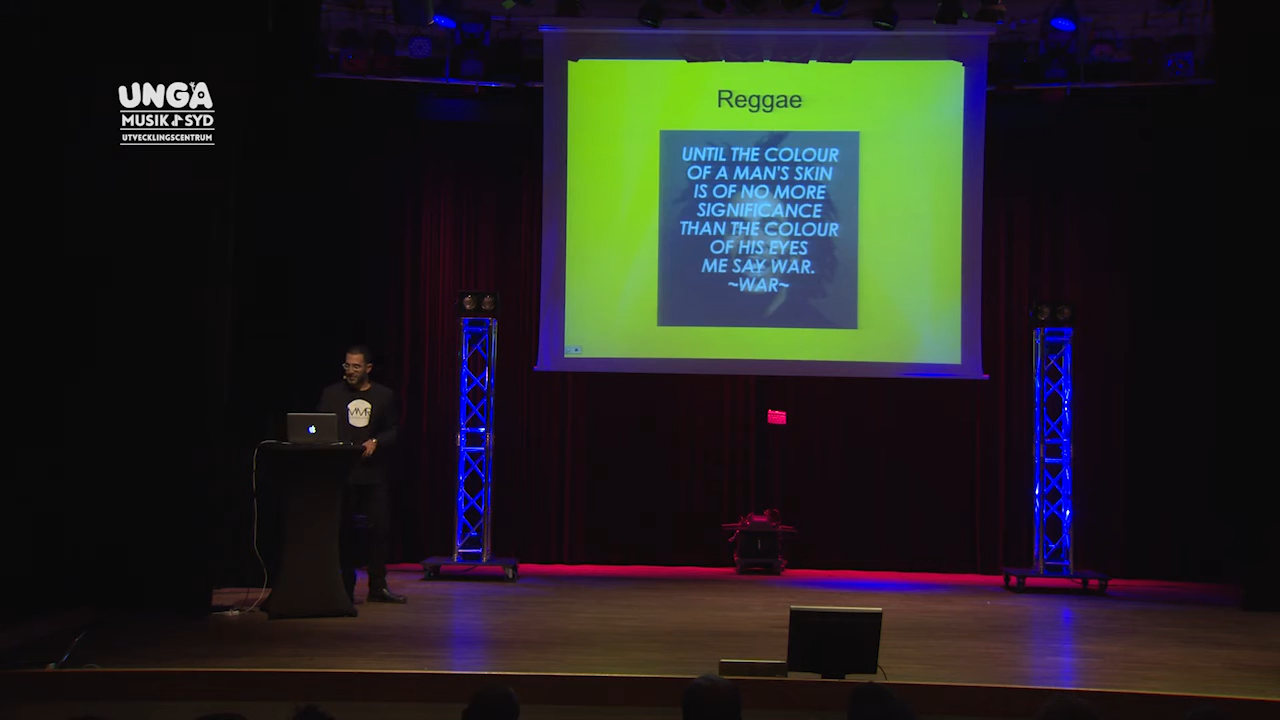 UNGA
MUSIK SYD
UTVECKLINGSCENTRUM
Reggae
UNTIL THE COLOUR
OF A MAN'S SKIN
IS OF NO MORE
SIGNIFICANCE
THAN THE COLOUR
OF HIS EYES
ME SAY WAR.
~WAR~